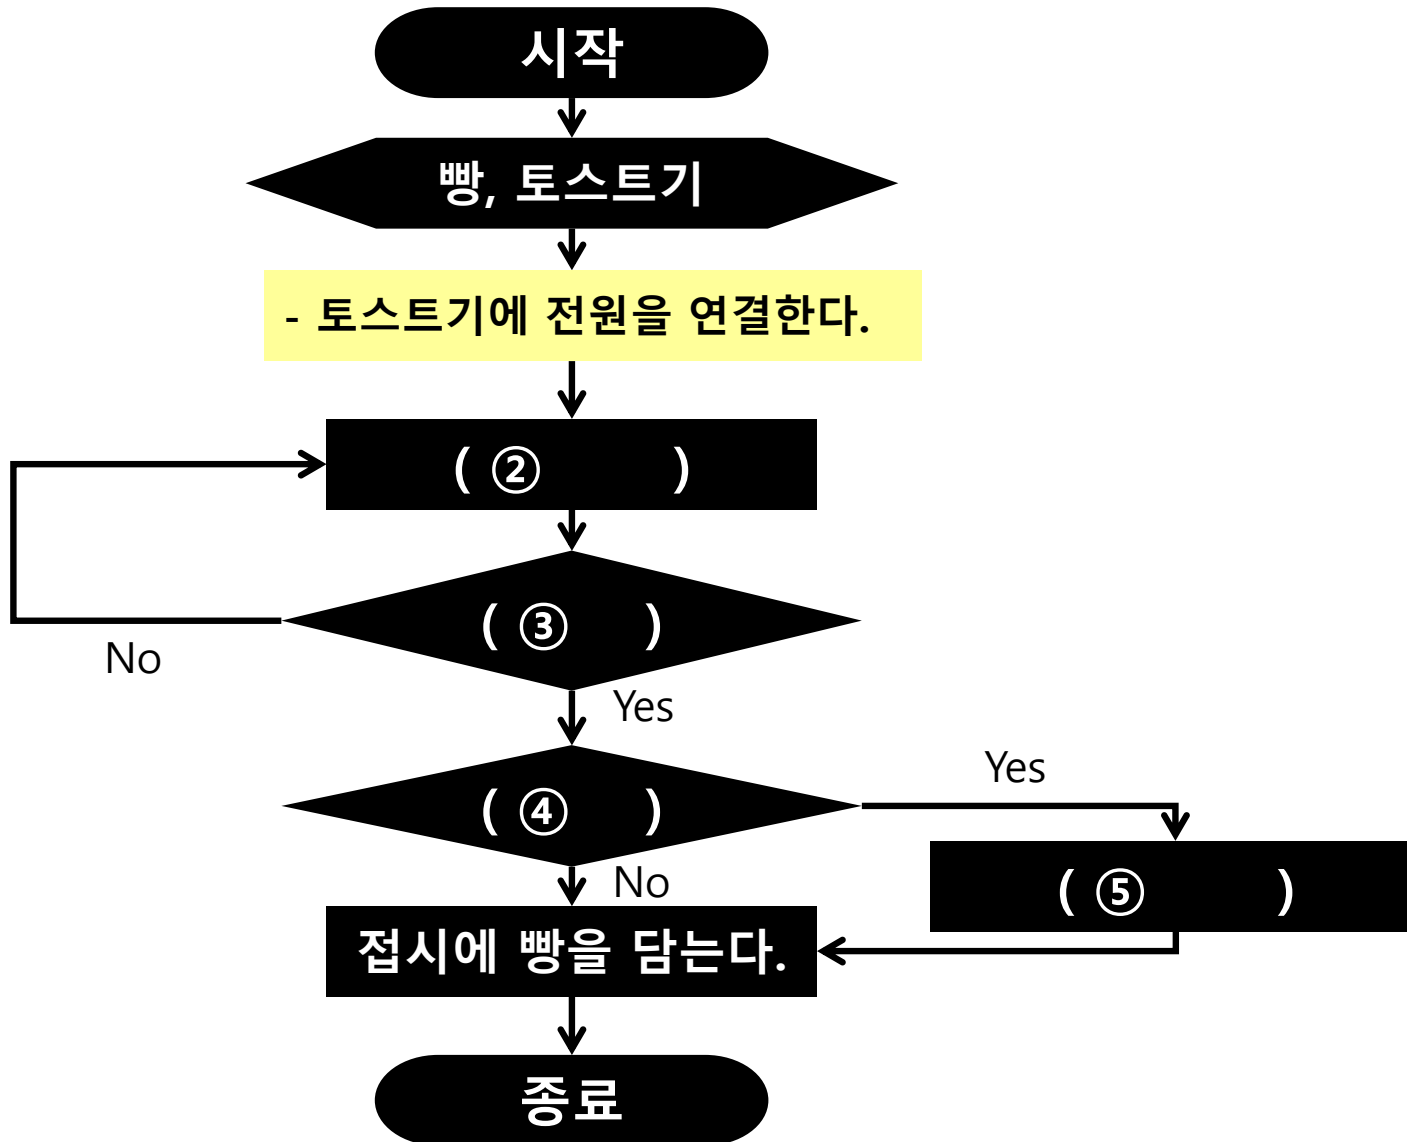 시작
빵, 토스트기
- 토스트기에 전원을 연결한다.
( ② )
( ③ )
No
Yes
( ④ )
Yes
No
( ⑤ )
접시에 빵을 담는다.
종료